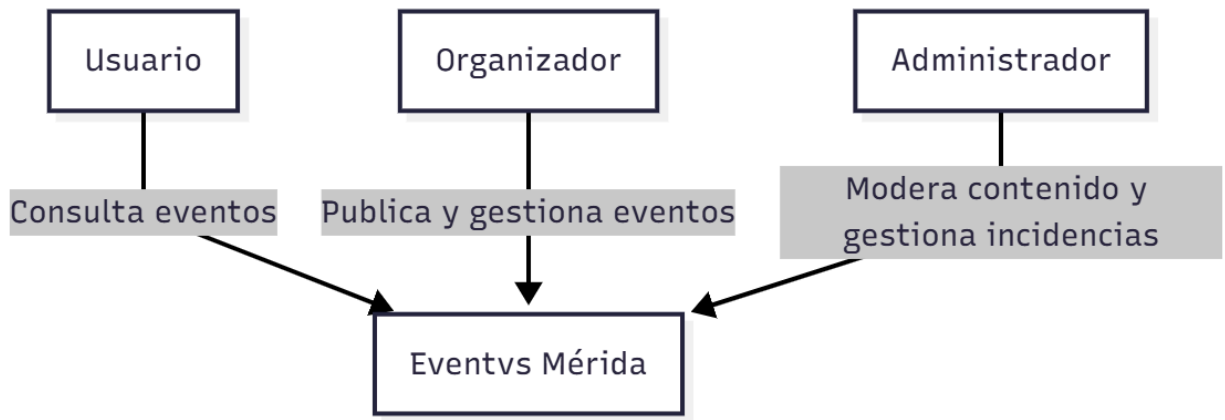 Usuario
Organizador
Administrador
Consulta eventos
Publica y gestiona eventos
Modera contenido y
gestiona incidencias
Eventvs Mérida